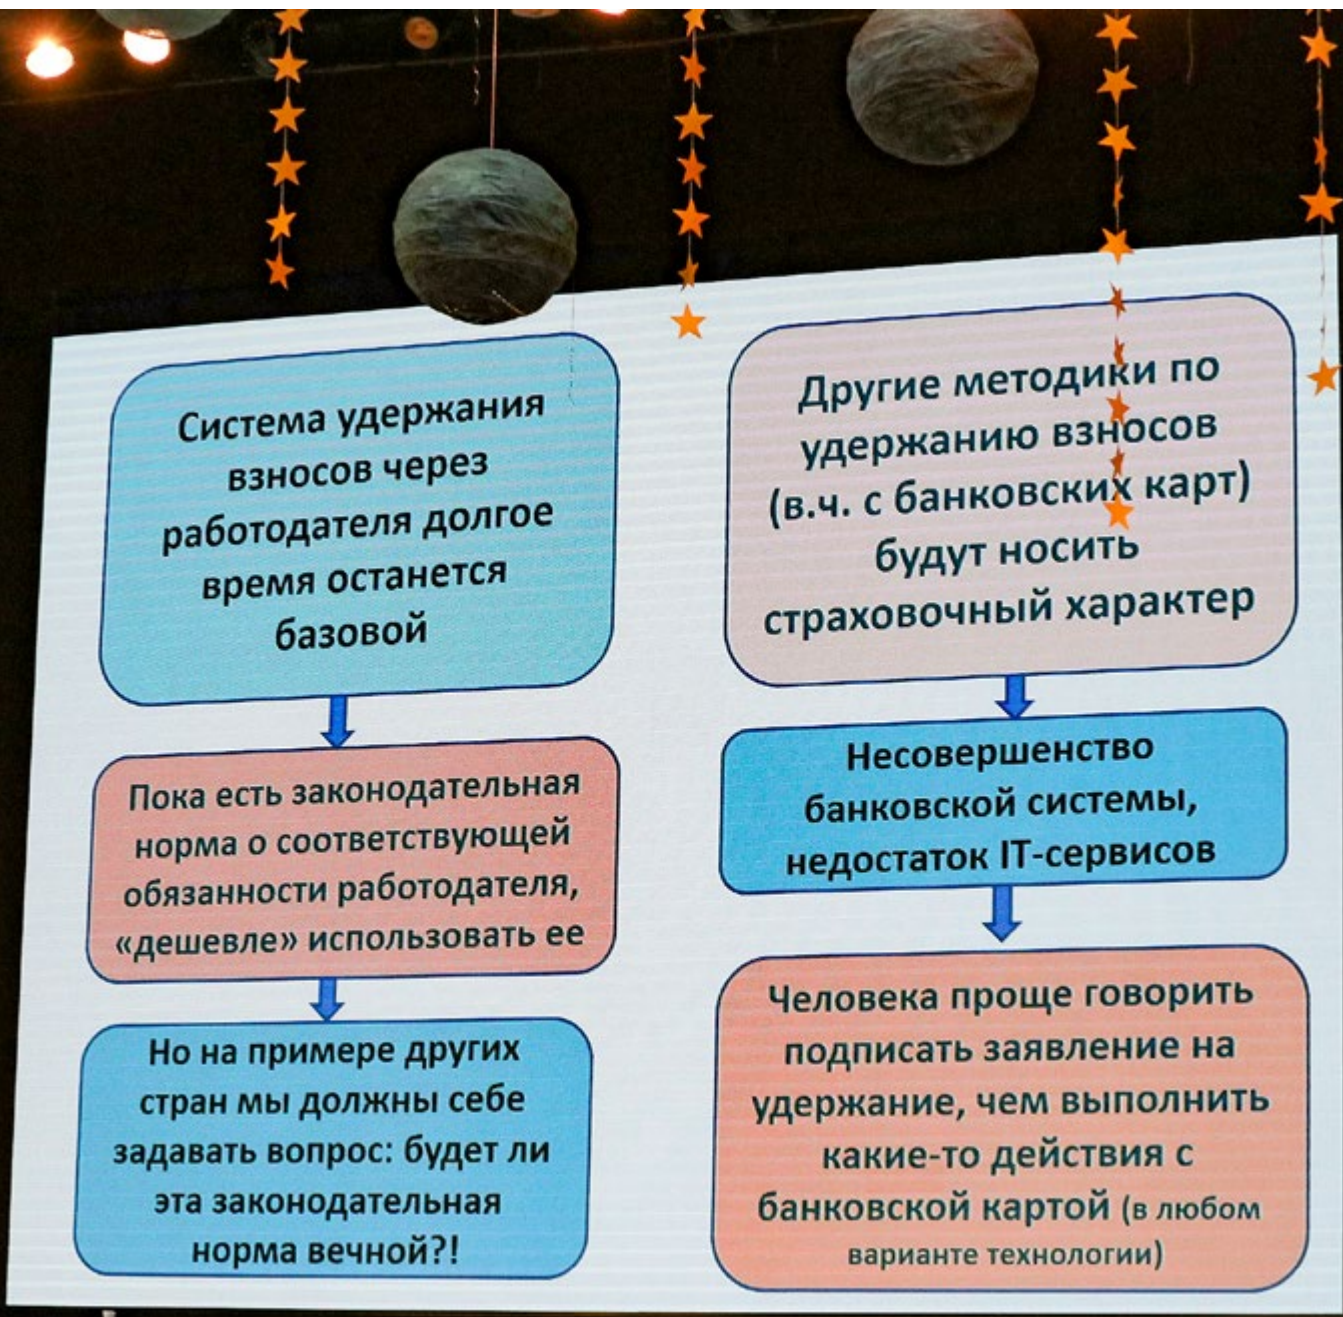 Система удержания
взносов через
работодателя долгое
время останется
базовой
Пока есть законодательная
норма о соответствующей
обязанности работодателя,
«дешевле» использовать ее
Но на примере других
стран мы должны себе
задавать вопрос: будет ли
эта законодательная
норма вечной?!
Другие методики по
удержанию взносов
(в.ч. с банковских карт)
будут носить
страховочный характер
Несовершенство
банковской системы,
недостаток IT-сервисов
Человека проще говорить
подписать заявление на
удержание, чем выполнить
какие-то действия с
банковской картой (в любом
варианте технологии)